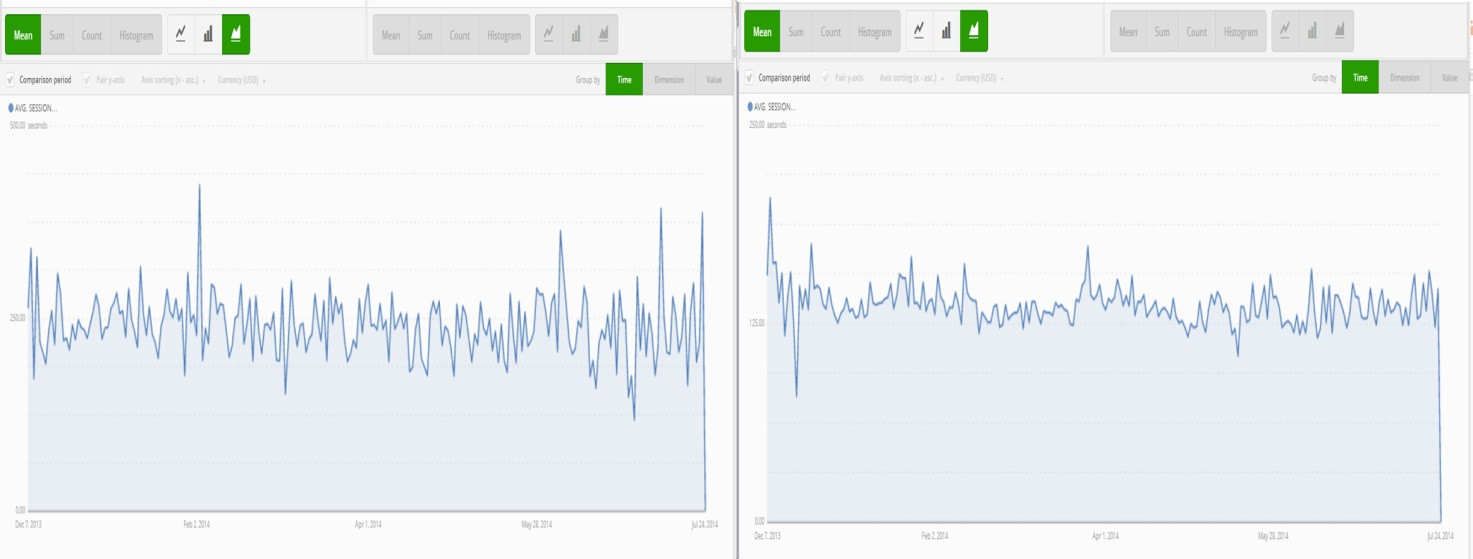 Mean Sum Count Histogram Mean Sum Count Histogram
Comparison period Pair y-axis Axis sorting (x - asc.) Currency (USD) Group by Time Dimension Value
AVG. SESSION...
500.00 seconds
250.00
0.00
Dec 7, 2013 Feb 2, 2014 Apr 1, 2014 May 28, 2014 Jul 24, 2014
Mean Sum Count Histogram Mean Sum Count Histogram
Comparison period Pair y-axis Axis sorting (x - asc.) Currency (USD) Group by Time Dimension Value
AVG. SESSION...
250.00 seconds
125.00
0.00
Dec 7, 2013 Feb 2, 2014 Apr 1, 2014 May 28, 2014 Jul 24, 2014